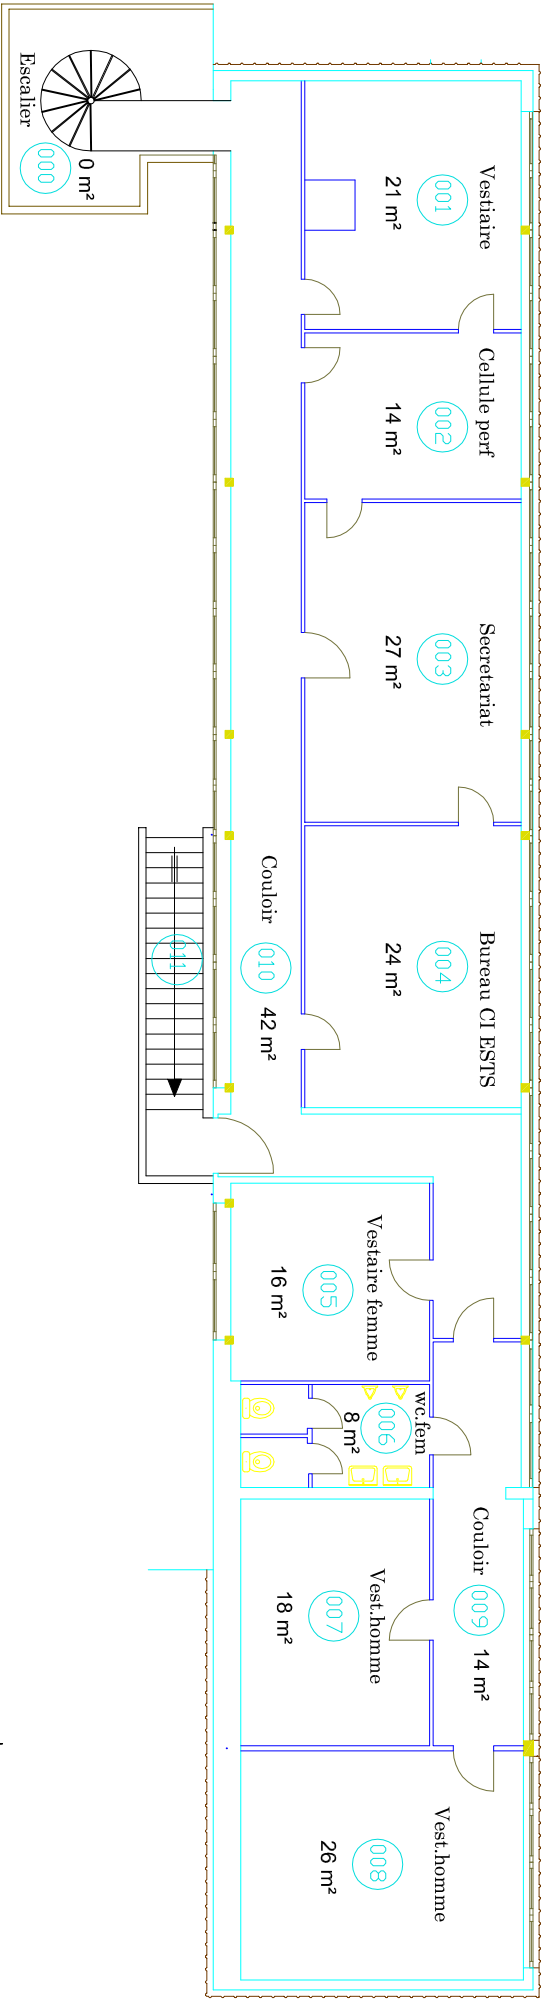 Escalier
000
0 m²
Vestiaire
001
21 m²
Cellule perf
002
14 m²
Secretariat
003
27 m²
Bureau CI ESTS
004
24 m²
Couloir
010
42 m²
011
Vestaire femme
005
16 m²
wc.fem
006
8 m²
Couloir
009
14 m²
Vest.homme
007
18 m²
Vest.homme
008
26 m²